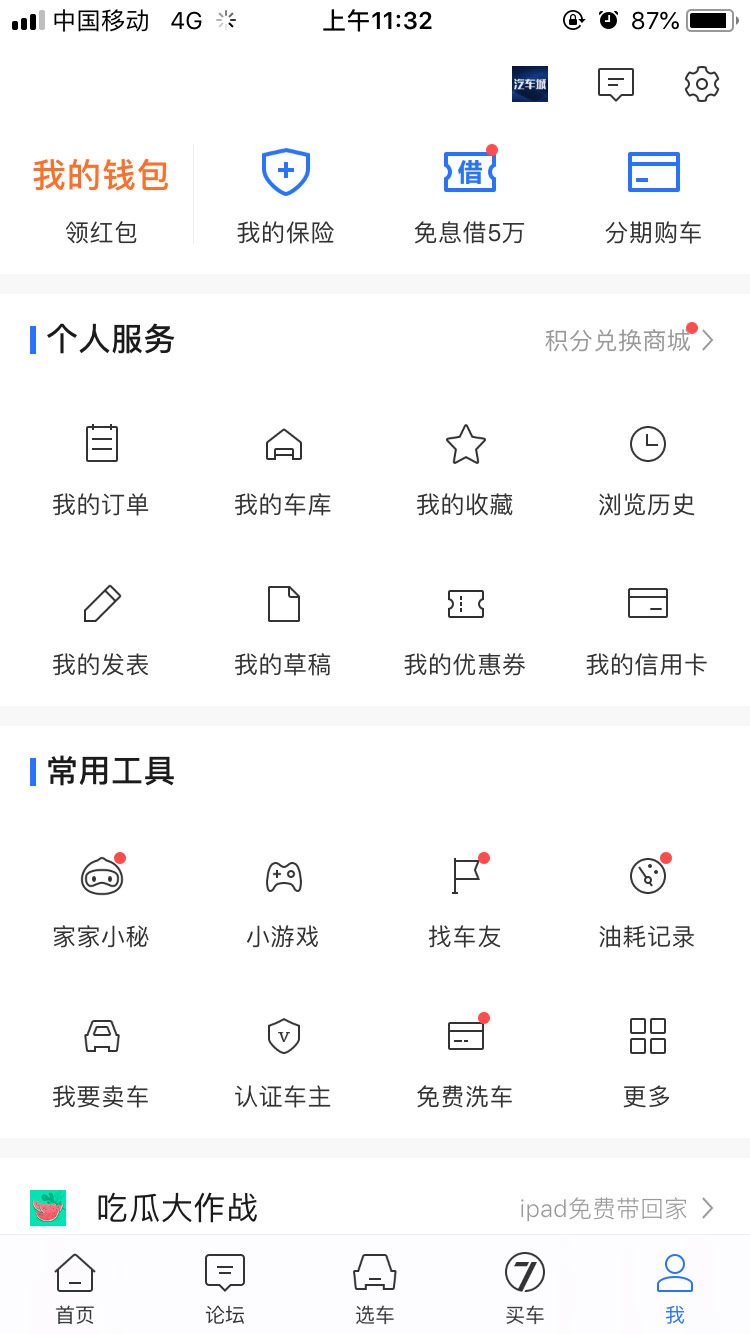 中国移动 4G 上午11:32 87%
汽车城
我的钱包
借
领红包 我的保险 免息借5万 分期购车
个人服务 积分兑换商城
我的订单 我的车库 我的收藏 浏览历史
我的发表 我的草稿 我的优惠券 我的信用卡
常用工具
家家小秘 小游戏 找车友 油耗记录
V
我要卖车 认证车主 免费洗车 更多
吃瓜大作战 ipad免费带回家
7
首页 论坛 选车 买车 我